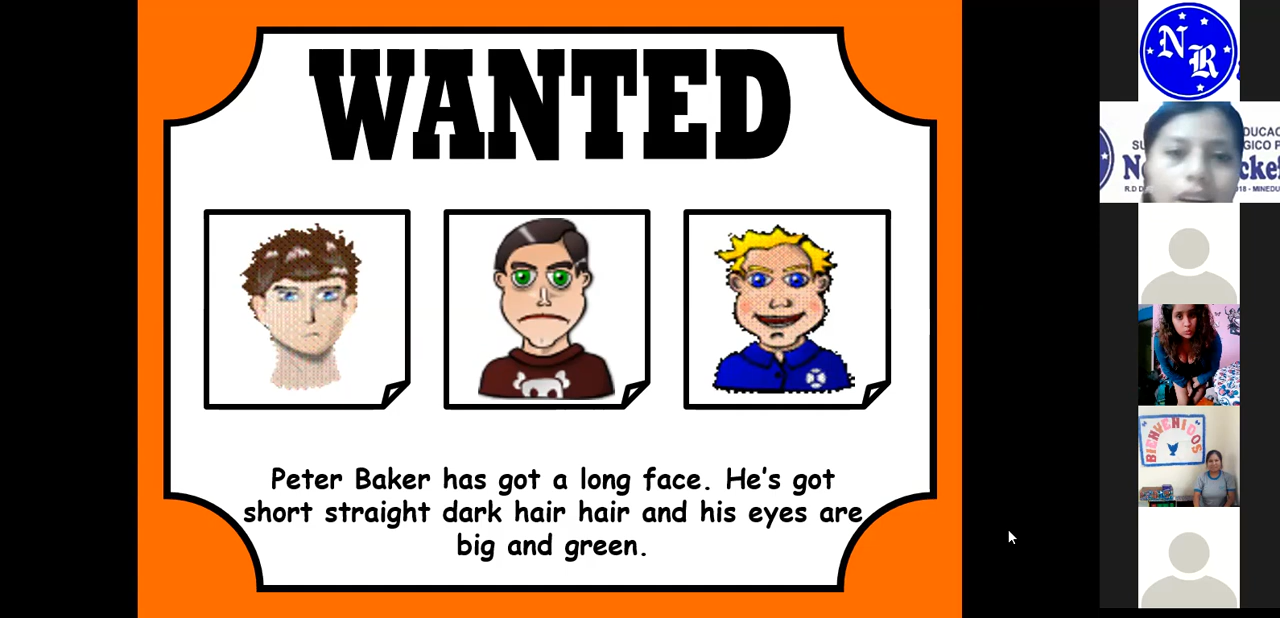 WANTED
Peter Baker has got a long face. He's got
short straight dark hair hair and his eyes are
big and green.
N
R
R.D
BIENVENIDOS